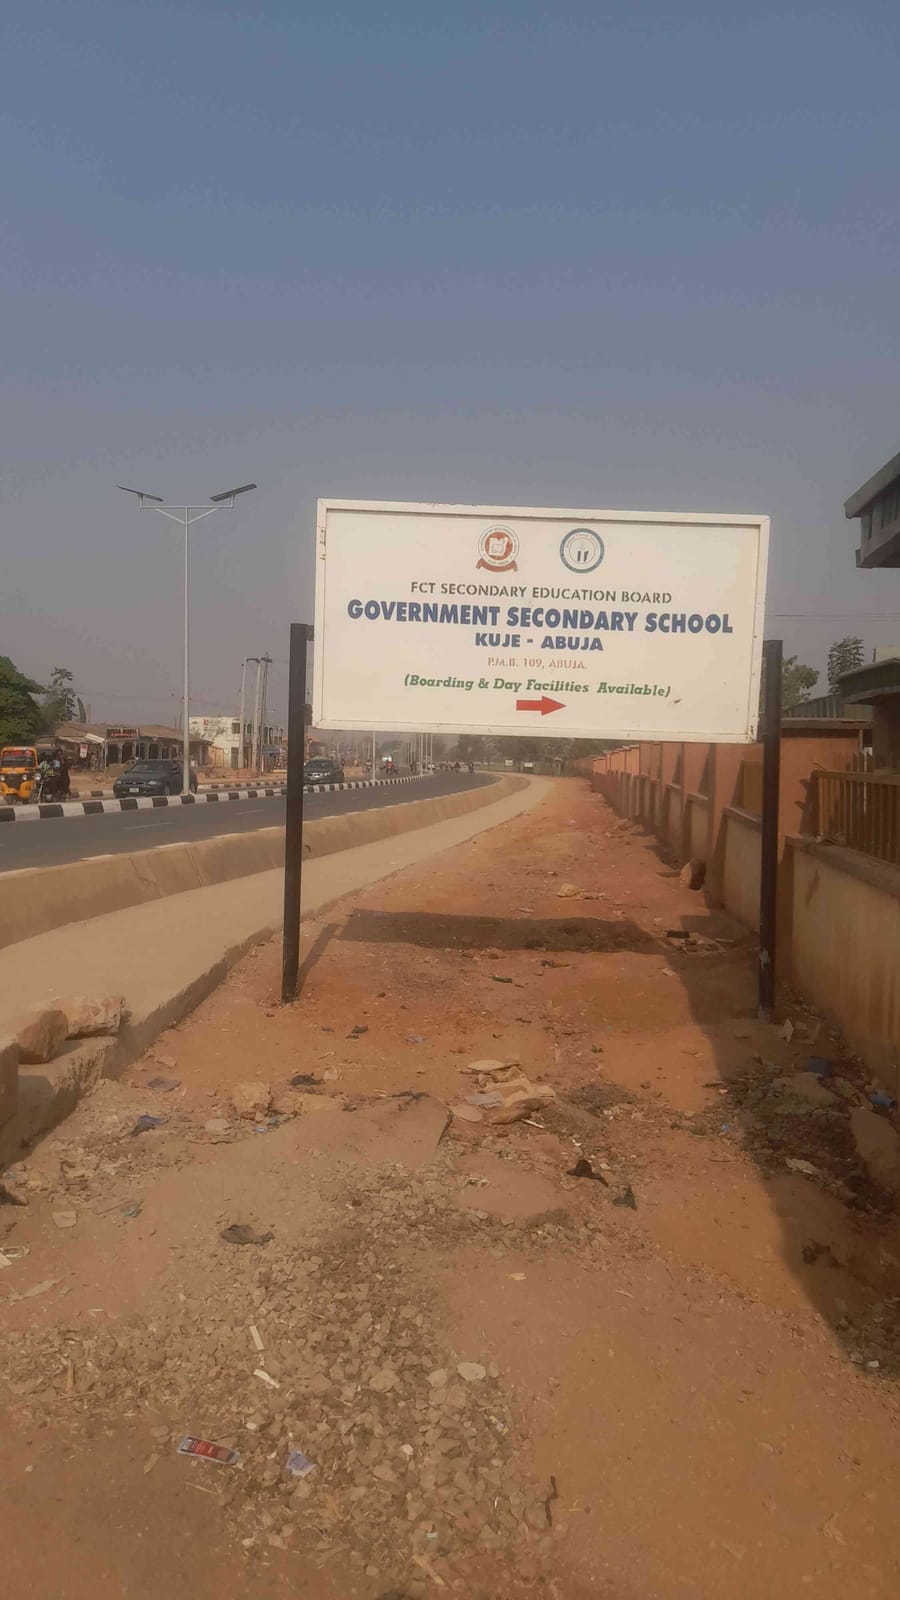 FCT SECONDARY EDUCATION BOARD
GOVERNMENT SECONDARY SCHOOL
KUJE - ABUJA
P.M.B. 109, ABUJA.
(Boarding & Day Facilities Available)